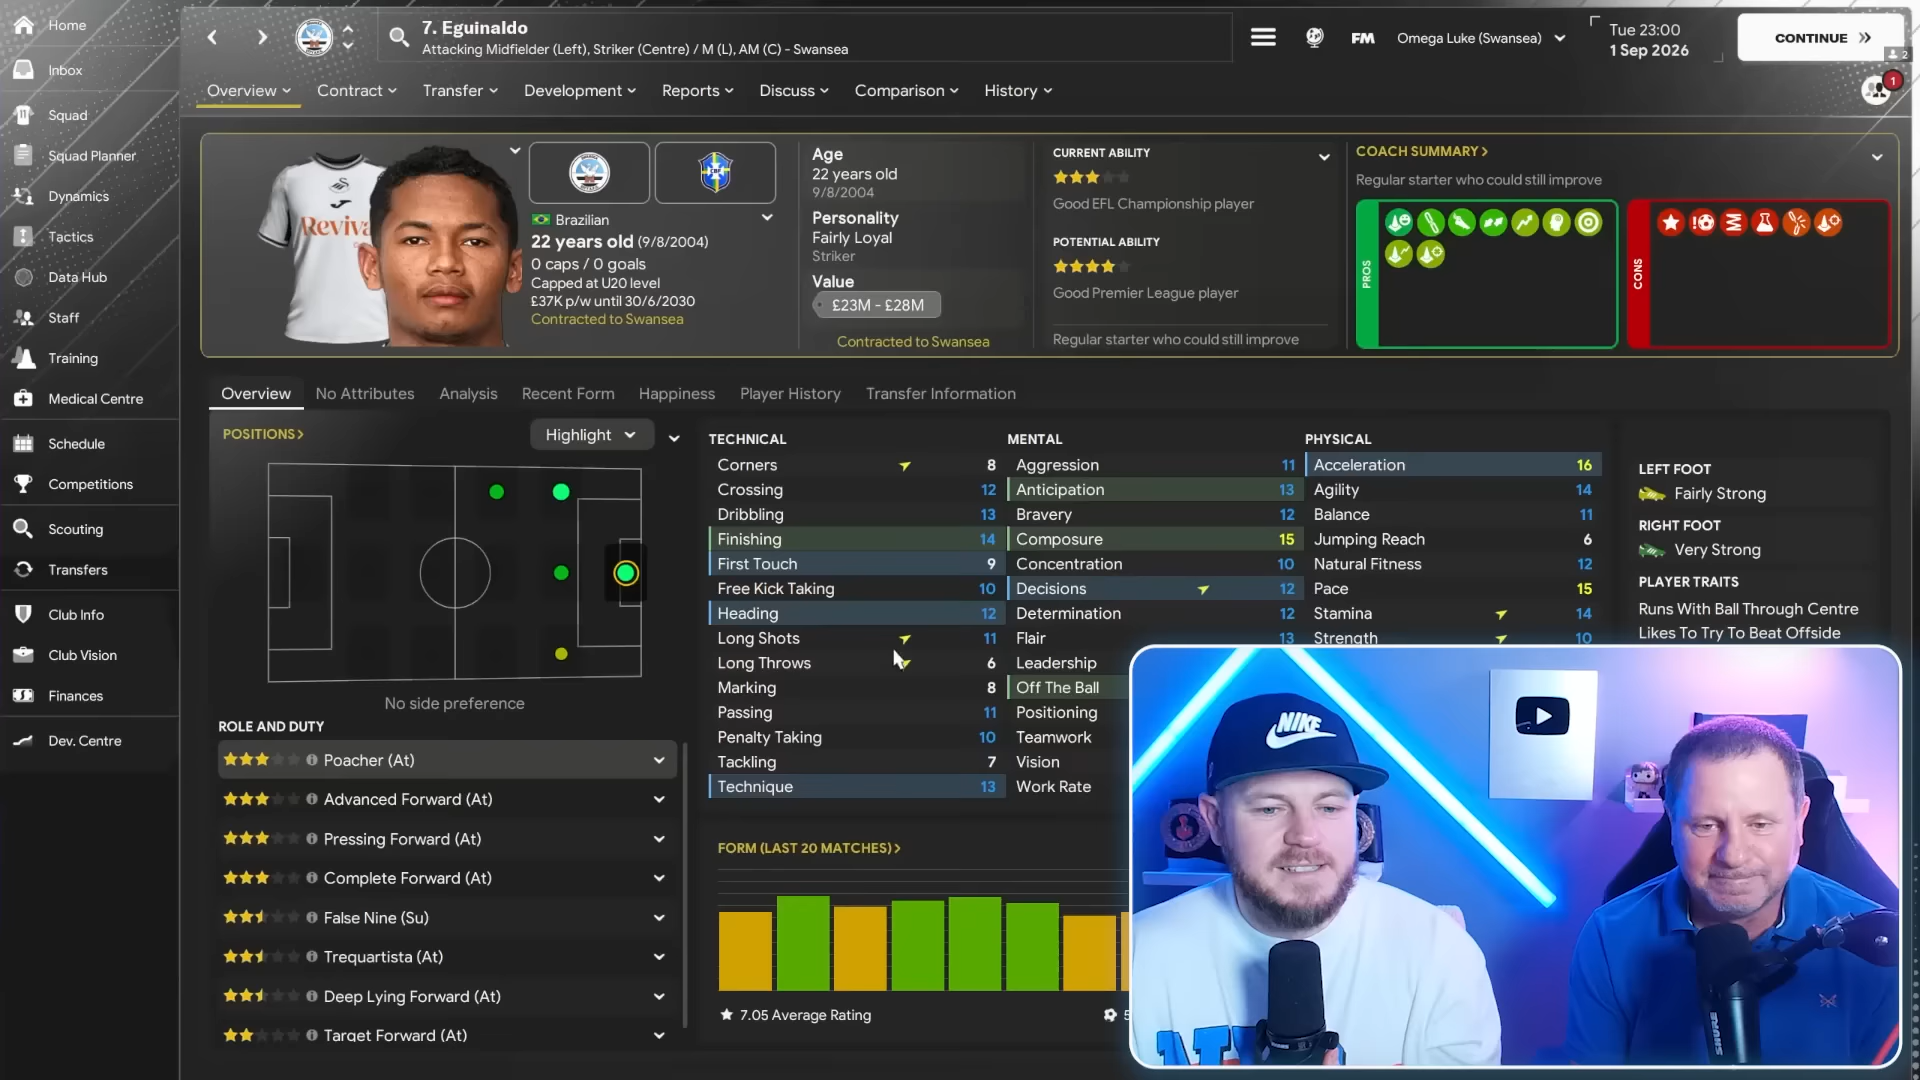 Home
Inbox
Squad
Squad Planner
Dynamics
Tactics
Data Hub
Staff
Training
Medical Centre
Schedule
Competitions
Scouting
Transfers
Club Info
Club Vision
Finances
Dev. Centre
7. Eguinaldo
Attacking Midfielder (Left), Striker (Centre) / M (L), AM (C) - Swansea
FM
Omega Luke (Swansea)
Tue 23:00
1 Sep 2026
CONTINUE
2
1
Overview
Contract
Transfer
Development
Reports
Discuss
Comparison
History
Brazilian
22 years old (9/8/2004)
0 caps / 0 goals
Capped at U20 level
£37K p/w until 30/6/2030
Contracted to Swansea
Age
22 years old
9/8/2004
Personality
Fairly Loyal
Striker
Value
£23M - £28M
Contracted to Swansea
CURRENT ABILITY
Good EFL Championship player
POTENTIAL ABILITY
Good Premier League player
Regular starter who could still improve
COACH SUMMARY
Regular starter who could still improve
PROS
CONS
Overview
No Attributes
Analysis
Recent Form
Happiness
Player History
Transfer Information
POSITIONS
Highlight
No side preference
ROLE AND DUTY
Poacher (At)
Advanced Forward (At)
Pressing Forward (At)
Complete Forward (At)
False Nine (Su)
Trequartista (At)
Deep Lying Forward (At)
Target Forward (At)
TECHNICAL
Corners 8
Crossing 12
Dribbling 13
Finishing 14
First Touch 9
Free Kick Taking 10
Heading 12
Long Shots 11
Long Throws 6
Marking 8
Passing 11
Penalty Taking 10
Tackling 7
Technique 13
MENTAL
Aggression 11
Anticipation 13
Bravery 12
Composure 15
Concentration 10
Decisions 12
Determination 12
Flair 13
Leadership
Off The Ball
Positioning
Teamwork
Vision
Work Rate
PHYSICAL
Acceleration 16
Agility 14
Balance 11
Jumping Reach 6
Natural Fitness 12
Pace 15
Stamina 14
Strength 10
LEFT FOOT
Fairly Strong
RIGHT FOOT
Very Strong
PLAYER TRAITS
Runs With Ball Through Centre
Likes To Try To Beat Offside
FORM (LAST 20 MATCHES)
7.05 Average Rating
5
NIKE
SHURE